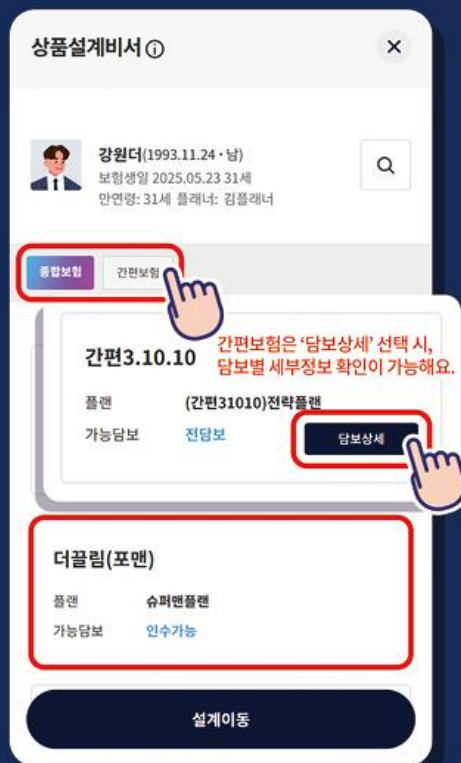 상품설계비서 ⓘ
강원더(1993.11.24 · 남)
보험생일 2025.05.23 31세
만연령: 31세 플래너: 김플래너
종합보험 간편보험
간편3.10.10
간편보험은 ‘담보상세’ 선택 시,
담보별 세부정보 확인이 가능해요.
플랜 (간편31010)전략플랜
가능담보 전담보 담보상세
더끌림(포맨)
플랜 슈퍼맨플랜
가능담보 인수가능
설계이동